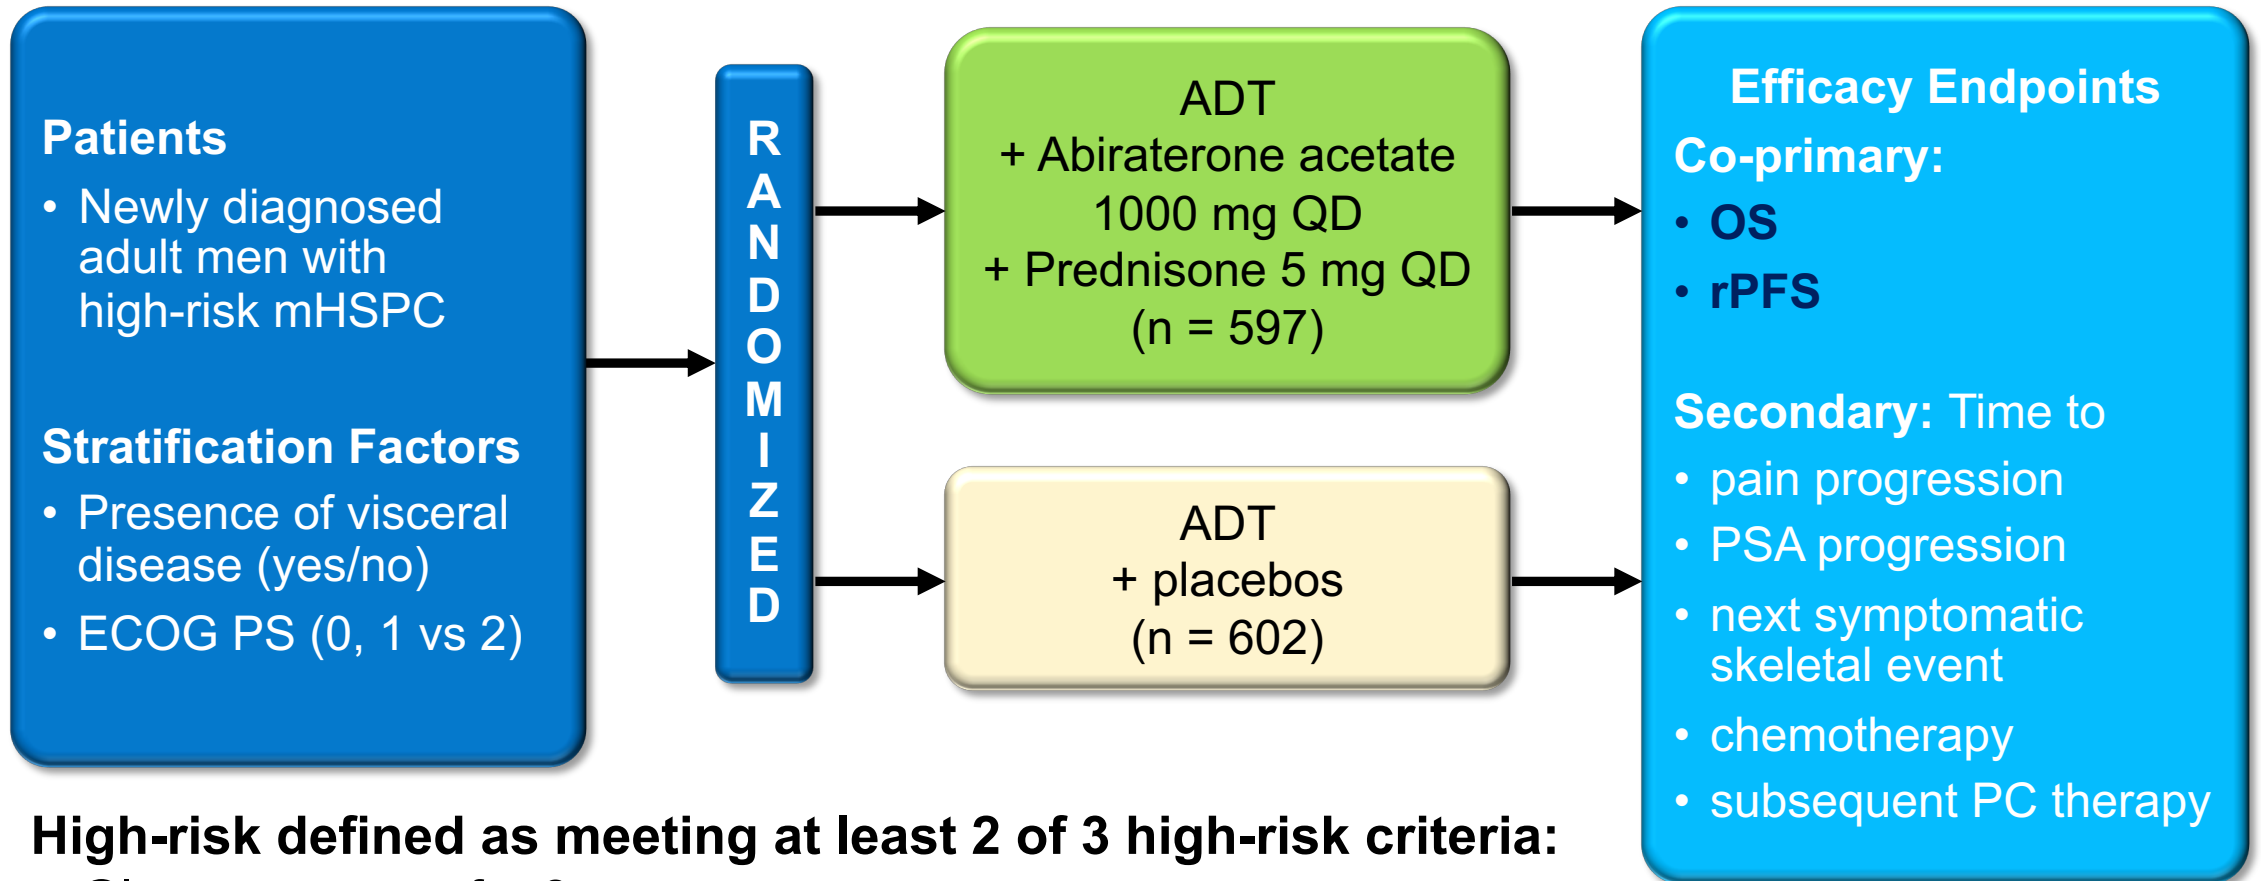 Patients
• Newly diagnosed
adult men with
high-risk mHSPC
Stratification Factors
• Presence of visceral
disease (yes/no)
• ECOG PS (0, 1 vs 2)
RANDOMIZED
ADT
+ Abiraterone acetate
1000 mg QD
+ Prednisone 5 mg QD
(n = 597)
ADT
+ placebos
(n = 602)
Efficacy Endpoints
Co-primary:
• OS
• rPFS
Secondary: Time to
• pain progression
• PSA progression
• next symptomatic
skeletal event
• chemotherapy
• subsequent PC therapy
High-risk defined as meeting at least 2 of 3 high-risk criteria: